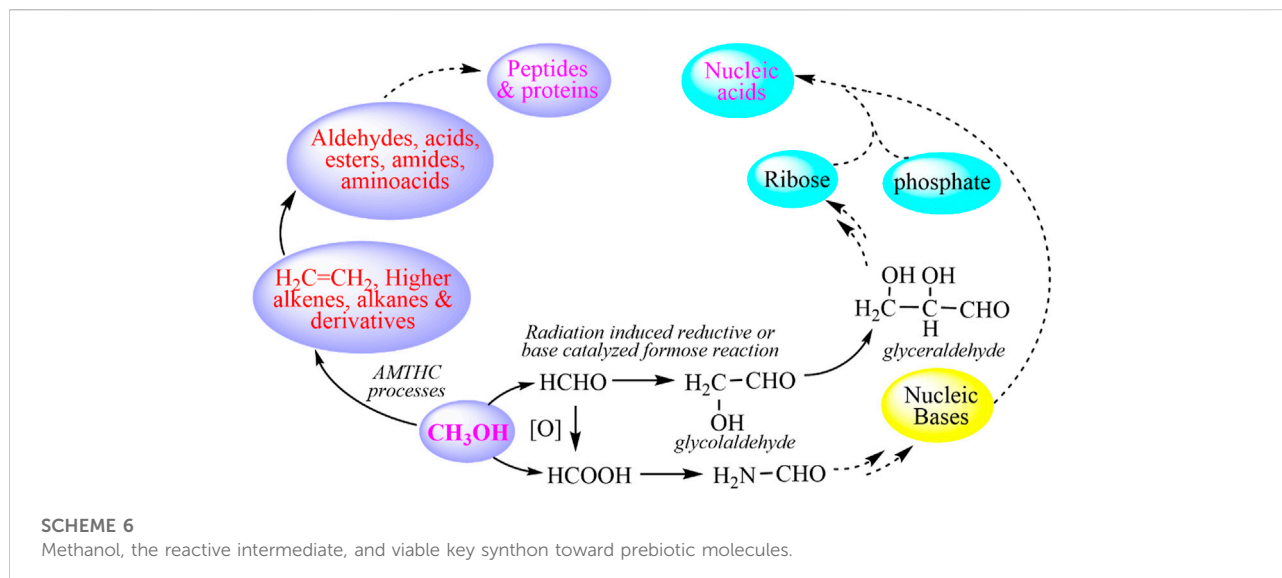 Peptides
& proteins
Nucleic
acids
Aldehydes, acids,
esters, amides,
aminoacids
Ribose
phosphate
H₂C=CH₂, Higher
alkenes, alkanes &
derivatives
OH OH
H₂C-C-CHO
H
glyceraldehyde
Radiation induced reductive or
base catalyzed formose reaction
AMTHC
processes
HCHO
H₂C-CHO
OH
glycolaldehyde
Nucleic
Bases
CH₃OH
[O]
HCOOH
H₂N-CHO
SCHEME 6
Methanol, the reactive intermediate, and viable key synthon toward prebiotic molecules.